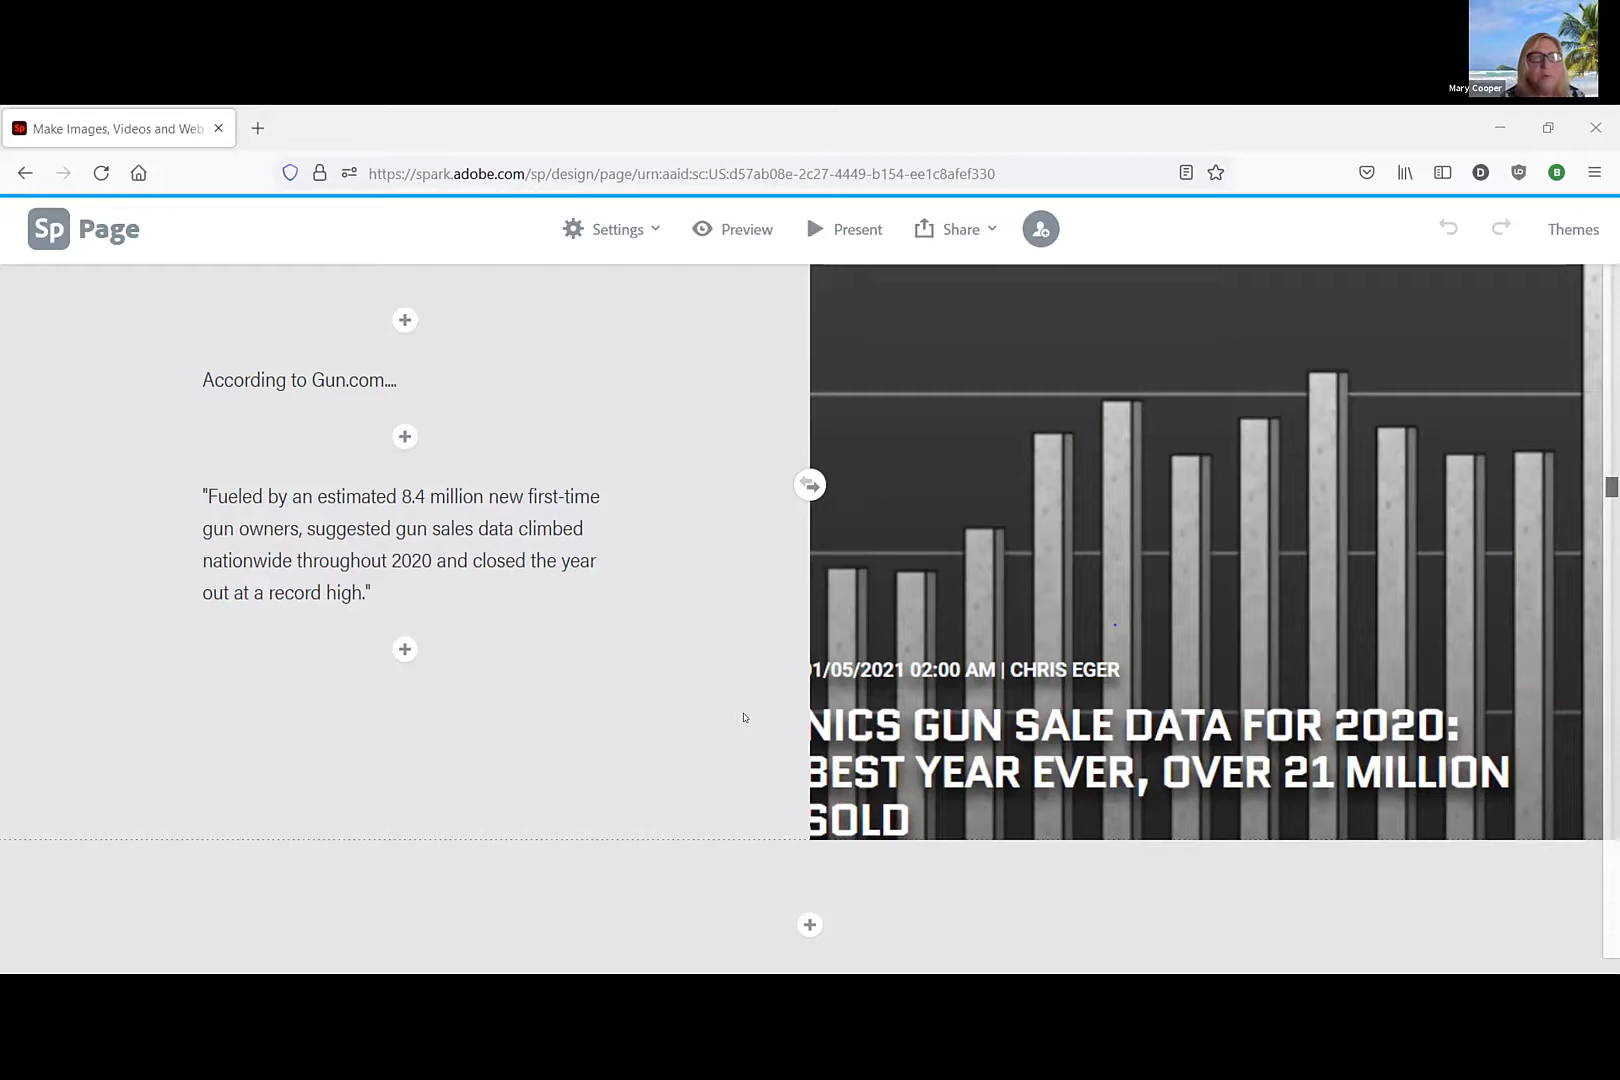 Mary Cooper
Sp Make Images, Videos and Web
https://spark.adobe.com/sp/design/page/urn:aaid:sc:US:d57ab08e-2c27-4449-b154-ee1c8afef330
D
UD
B
Sp Page
Settings
Preview
Present
Share
Themes
According to Gun.com....
"Fueled by an estimated 8.4 million new first-time
gun owners, suggested gun sales data climbed
nationwide throughout 2020 and closed the year
out at a record high."
01/05/2021 02:00 AM | CHRIS EGER
NICS GUN SALE DATA FOR 2020:
BEST YEAR EVER, OVER 21 MILLION
SOLD